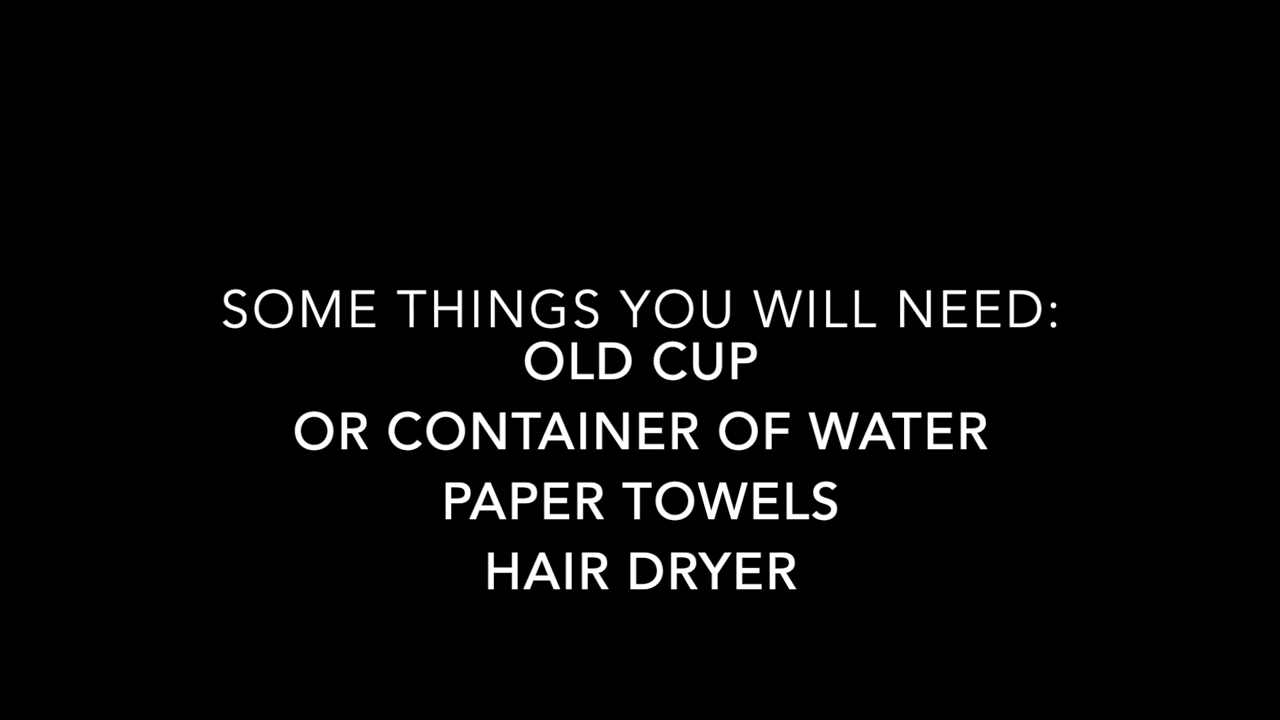 SOME THINGS YOU WILL NEED:
OLD CUP
OR CONTAINER OF WATER
PAPER TOWELS
HAIR DRYER